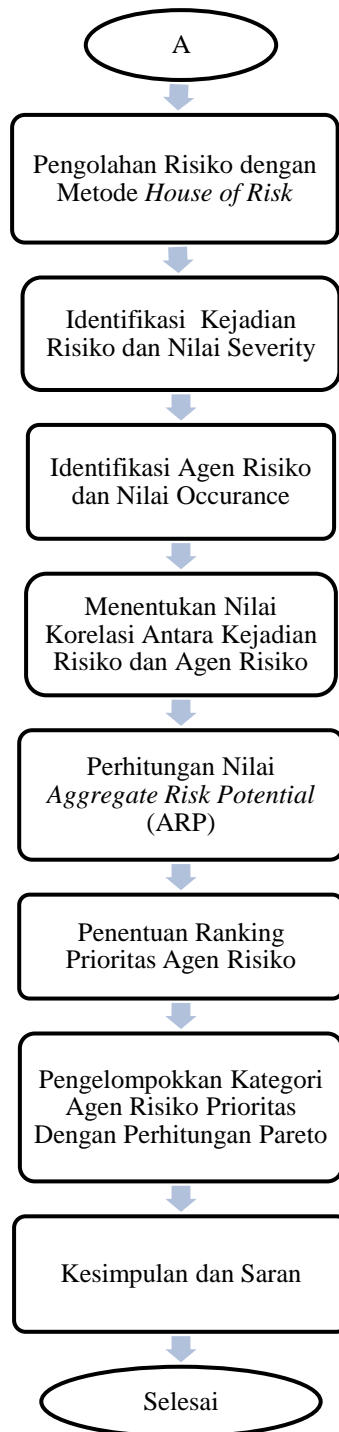 A
Pengolahan Risiko dengan
Metode House of Risk
Identifikasi Kejadian
Risiko dan Nilai Severity
Identifikasi Agen Risiko
dan Nilai Occurance
Menentukan Nilai
Korelasi Antara Kejadian
Risiko dan Agen Risiko
Perhitungan Nilai
Aggregate Risk Potential
(ARP)
Penentuan Ranking
Prioritas Agen Risiko
Pengelompokkan Kategori
Agen Risiko Prioritas
Dengan Perhitungan Pareto
Kesimpulan dan Saran
Selesai